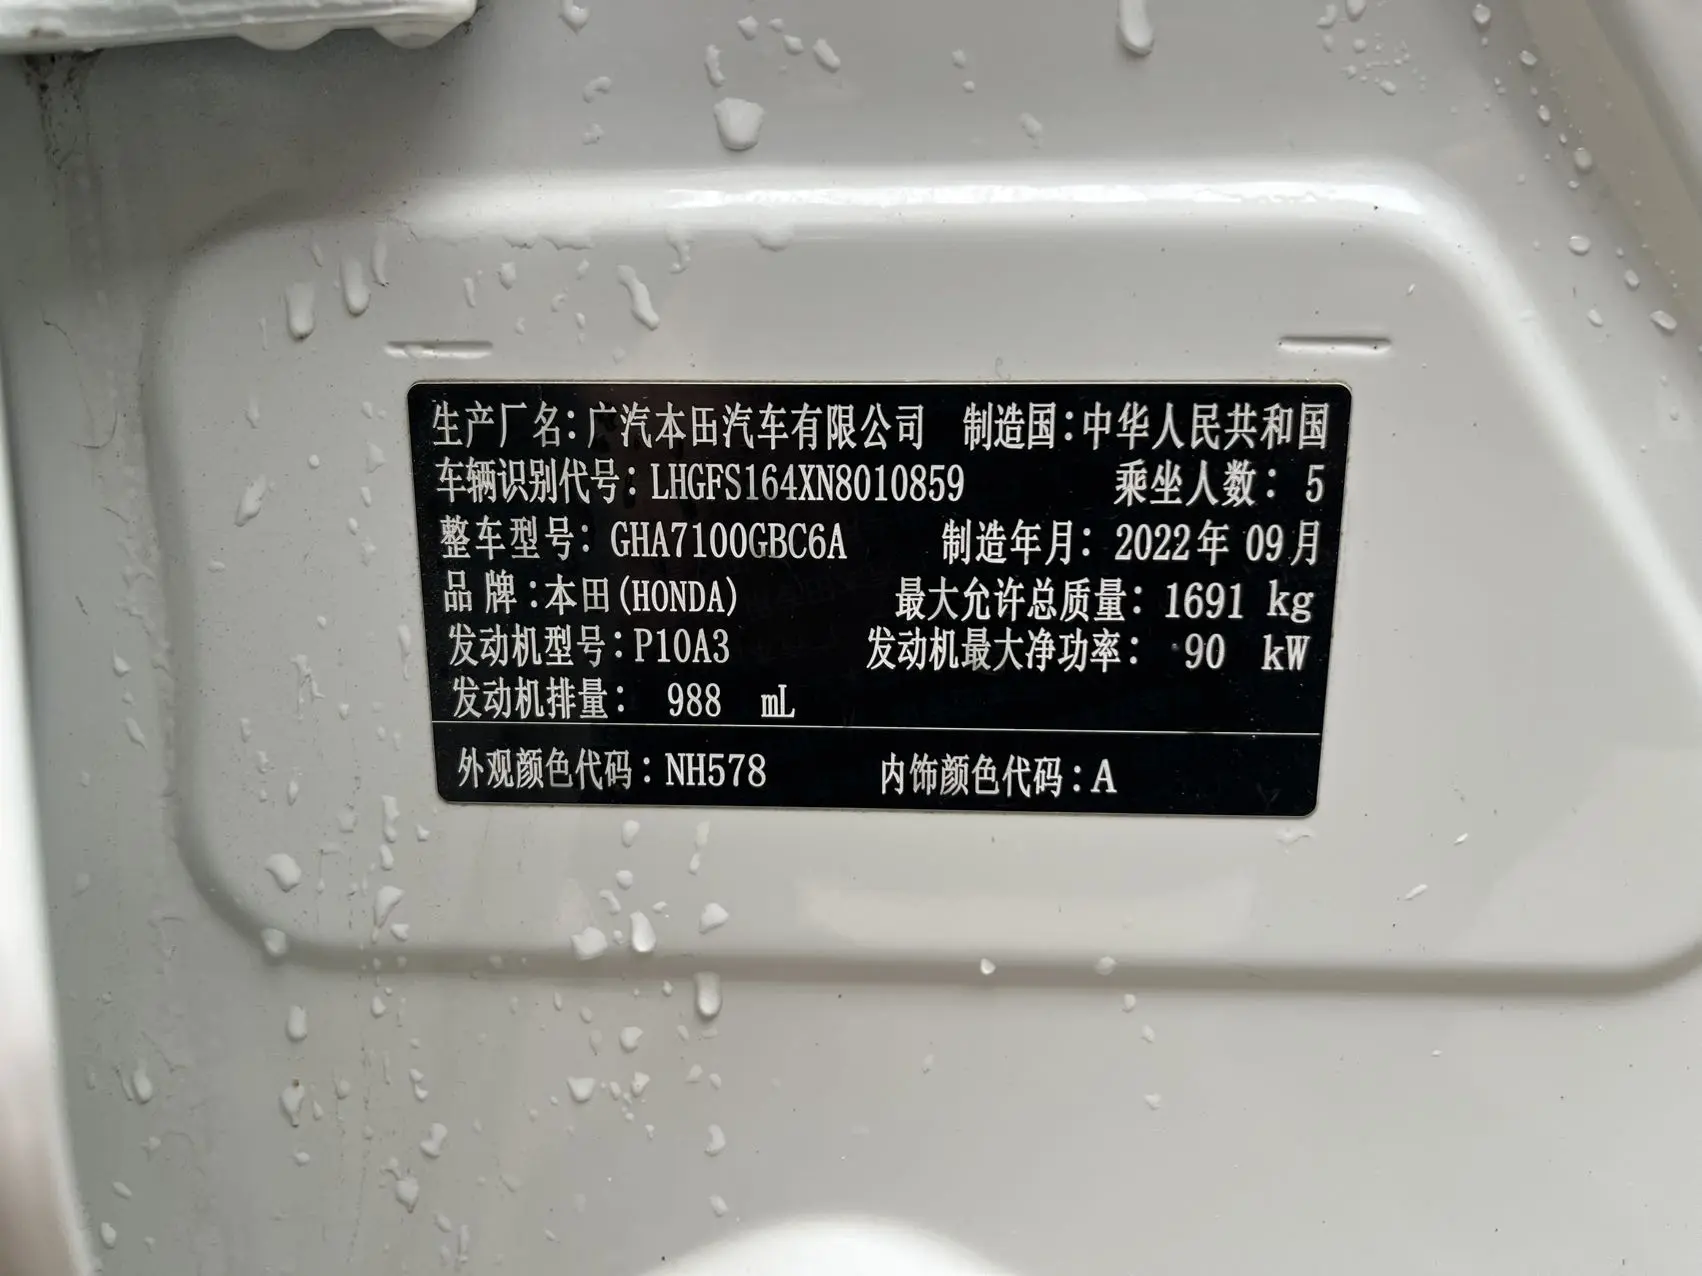 生产厂名：广汽本田汽车有限公司 制造国：中华人民共和国
车辆识别代号：LHGFS164XN8010859 乘坐人数：5
整车型号：GHA7100GBC6A 制造年月：2022年09月
品牌：本田(HONDA) 最大允许总质量：1691 kg
发动机型号：P10A3 发动机最大净功率：90 kW
发动机排量：988 mL
外观颜色代码：NH578 内饰颜色代码：A